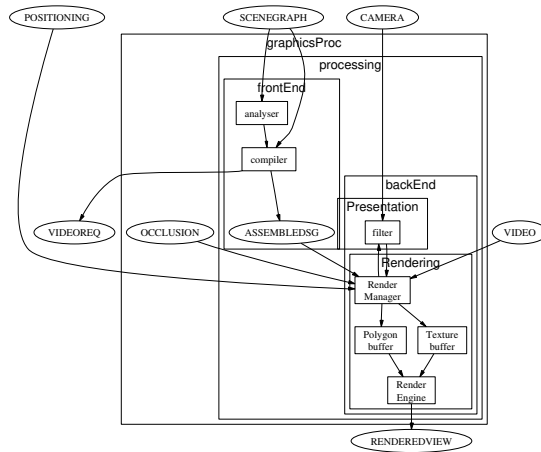 POSITIONING
SCENEGRAPH
CAMERA
graphicsProc
processing
frontEnd
analyser
compiler
backEnd
Presentation
VIDEOREQ
OCCLUSION
ASSEMBLEDSG
filter
VIDEO
Rendering
Render
Manager
Polygon
buffer
Texture
buffer
Render
Engine
RENDEREDVIEW